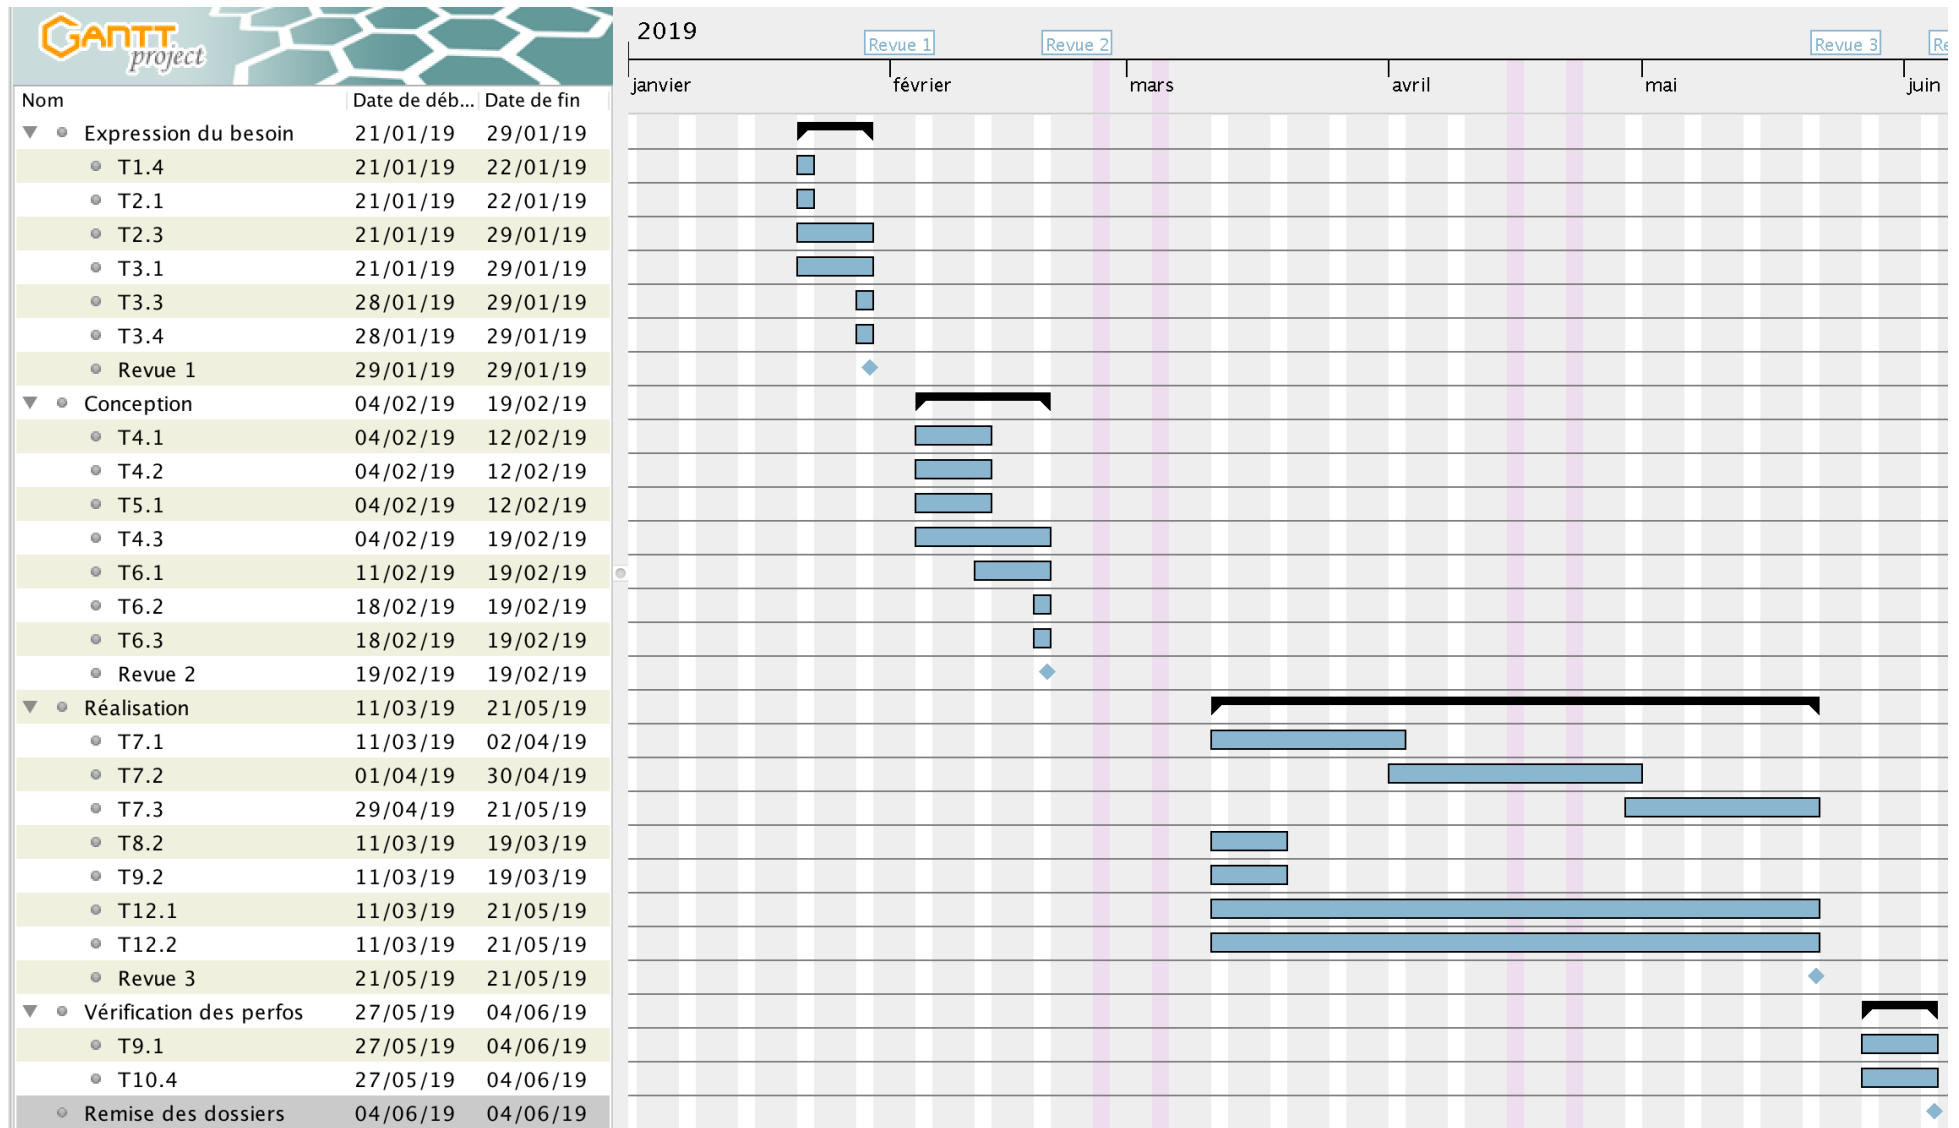 GANTT
project
2019
Revue 1 Revue 2 Revue 3 Re
janvier février mars avril mai juin
Nom Date de déb... Date de fin
Expression du besoin 21/01/19 29/01/19
T1.4 21/01/19 22/01/19
T2.1 21/01/19 22/01/19
T2.3 21/01/19 29/01/19
T3.1 21/01/19 29/01/19
T3.3 28/01/19 29/01/19
T3.4 28/01/19 29/01/19
Revue 1 29/01/19 29/01/19
Conception 04/02/19 19/02/19
T4.1 04/02/19 12/02/19
T4.2 04/02/19 12/02/19
T5.1 04/02/19 12/02/19
T4.3 04/02/19 19/02/19
T6.1 11/02/19 19/02/19
T6.2 18/02/19 19/02/19
T6.3 18/02/19 19/02/19
Revue 2 19/02/19 19/02/19
Réalisation 11/03/19 21/05/19
T7.1 11/03/19 02/04/19
T7.2 01/04/19 30/04/19
T7.3 29/04/19 21/05/19
T8.2 11/03/19 19/03/19
T9.2 11/03/19 19/03/19
T12.1 11/03/19 21/05/19
T12.2 11/03/19 21/05/19
Revue 3 21/05/19 21/05/19
Vérification des perfos 27/05/19 04/06/19
T9.1 27/05/19 04/06/19
T10.4 27/05/19 04/06/19
Remise des dossiers 04/06/19 04/06/19